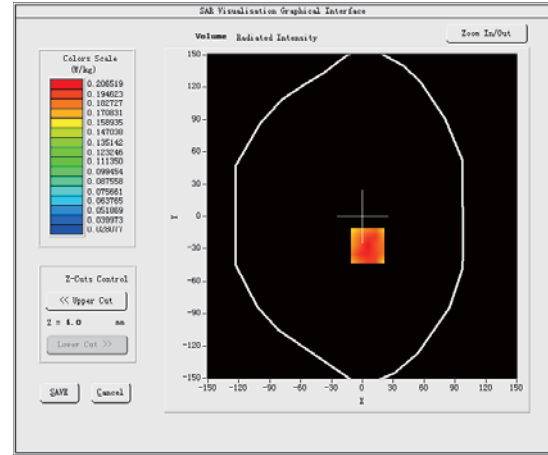 SAR Visualisation Graphical Interface
Volume Radiated Intensity
Zoom In/Out
Colors Scale
(W/kg)
0.206519
0.194623
0.182727
0.170831
0.158935
0.147038
0.135142
0.123246
0.111350
0.099454
0.087558
0.075661
0.063765
0.051869
0.039973
0.028077
Z-Cuts Control
<< Upper Cut
Z = 4.0 mm
Lower Cut >>
SAVE Cancel
150
120
90
60
30
0
-30
-60
-90
-120
-150
Y
-150 -120 -90 -60 -30 0 30 60 90 120 150
X